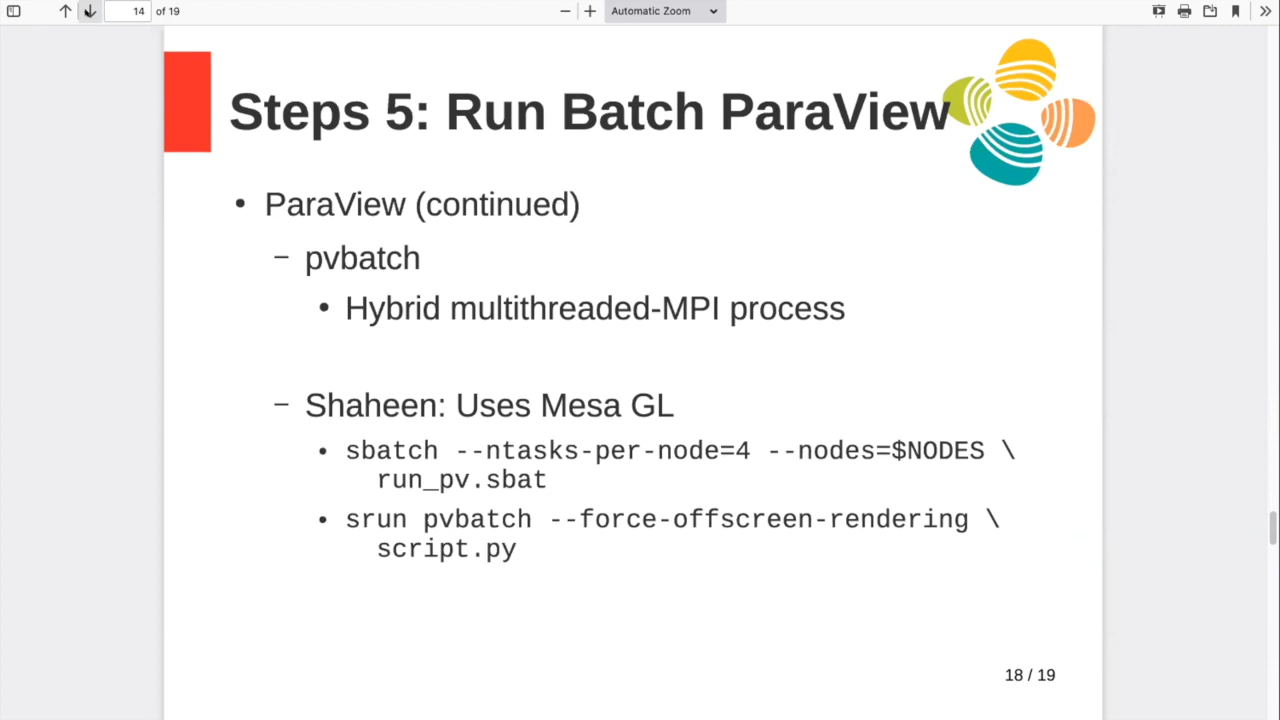 14 of 19 Automatic Zoom
Steps 5: Run Batch ParaView
• ParaView (continued)
– pvbatch
• Hybrid multithreaded-MPI process
– Shaheen: Uses Mesa GL
• sbatch --ntasks-per-node=4 --nodes=$NODES \
run_pv.sbat
• srun pvbatch --force-offscreen-rendering \
script.py
18 / 19